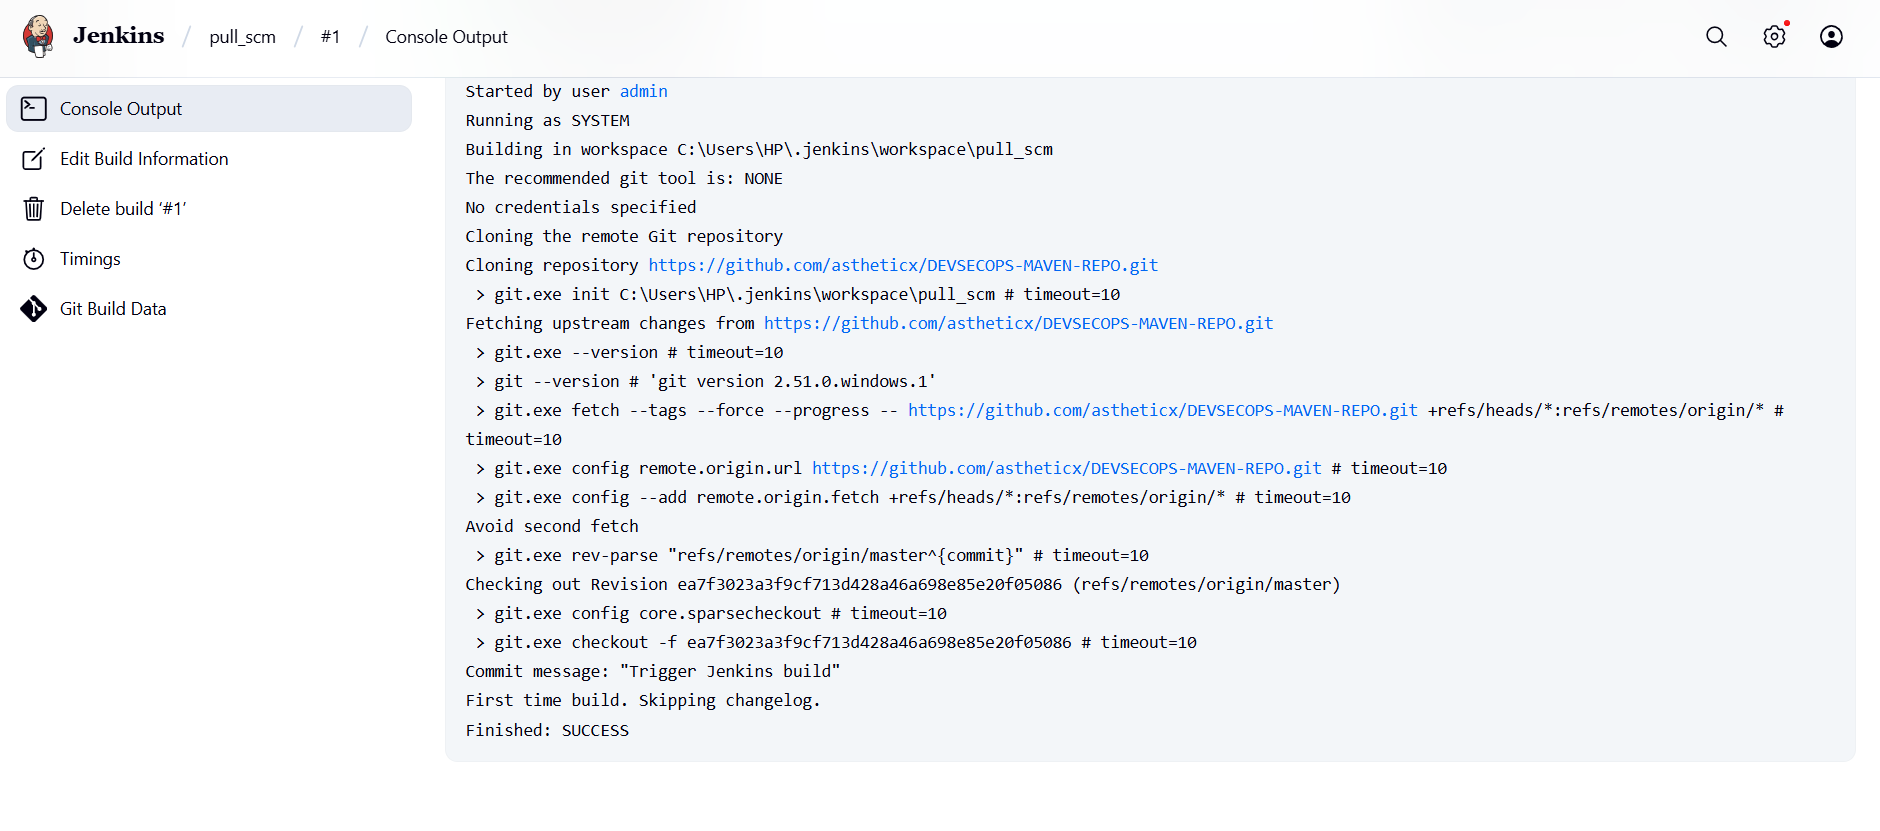 Jenkins / pull_scm / #1 / Console Output
Console Output
Edit Build Information
Delete build ‘#1’
Timings
Git Build Data
Started by user admin
Running as SYSTEM
Building in workspace C:\Users\HP\.jenkins\workspace\pull_scm
The recommended git tool is: NONE
No credentials specified
Cloning the remote Git repository
Cloning repository https://github.com/astheticx/DEVSECOPS-MAVEN-REPO.git
 > git.exe init C:\Users\HP\.jenkins\workspace\pull_scm # timeout=10
Fetching upstream changes from https://github.com/astheticx/DEVSECOPS-MAVEN-REPO.git
 > git.exe --version # timeout=10
 > git --version # 'git version 2.51.0.windows.1'
 > git.exe fetch --tags --force --progress -- https://github.com/astheticx/DEVSECOPS-MAVEN-REPO.git +refs/heads/*:refs/remotes/origin/* #
timeout=10
 > git.exe config remote.origin.url https://github.com/astheticx/DEVSECOPS-MAVEN-REPO.git # timeout=10
 > git.exe config --add remote.origin.fetch +refs/heads/*:refs/remotes/origin/* # timeout=10
Avoid second fetch
 > git.exe rev-parse "refs/remotes/origin/master^{commit}" # timeout=10
Checking out Revision ea7f3023a3f9cf713d428a46a698e85e20f05086 (refs/remotes/origin/master)
 > git.exe config core.sparsecheckout # timeout=10
 > git.exe checkout -f ea7f3023a3f9cf713d428a46a698e85e20f05086 # timeout=10
Commit message: "Trigger Jenkins build"
First time build. Skipping changelog.
Finished: SUCCESS